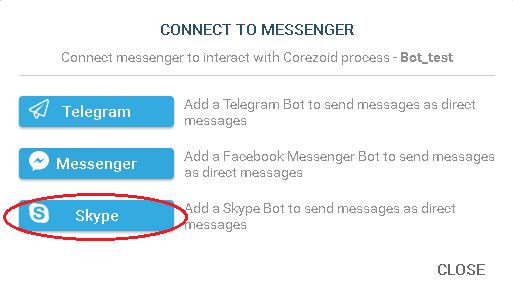 CONNECT TO MESSENGER
Connect messenger to interact with Corezoid process - Bot_test
Telegram
Add a Telegram Bot to send messages as direct
messages
Messenger
Add a Facebook Messenger Bot to send messages
as direct messages
Skype
Add a Skype Bot to send messages as direct
messages
CLOSE